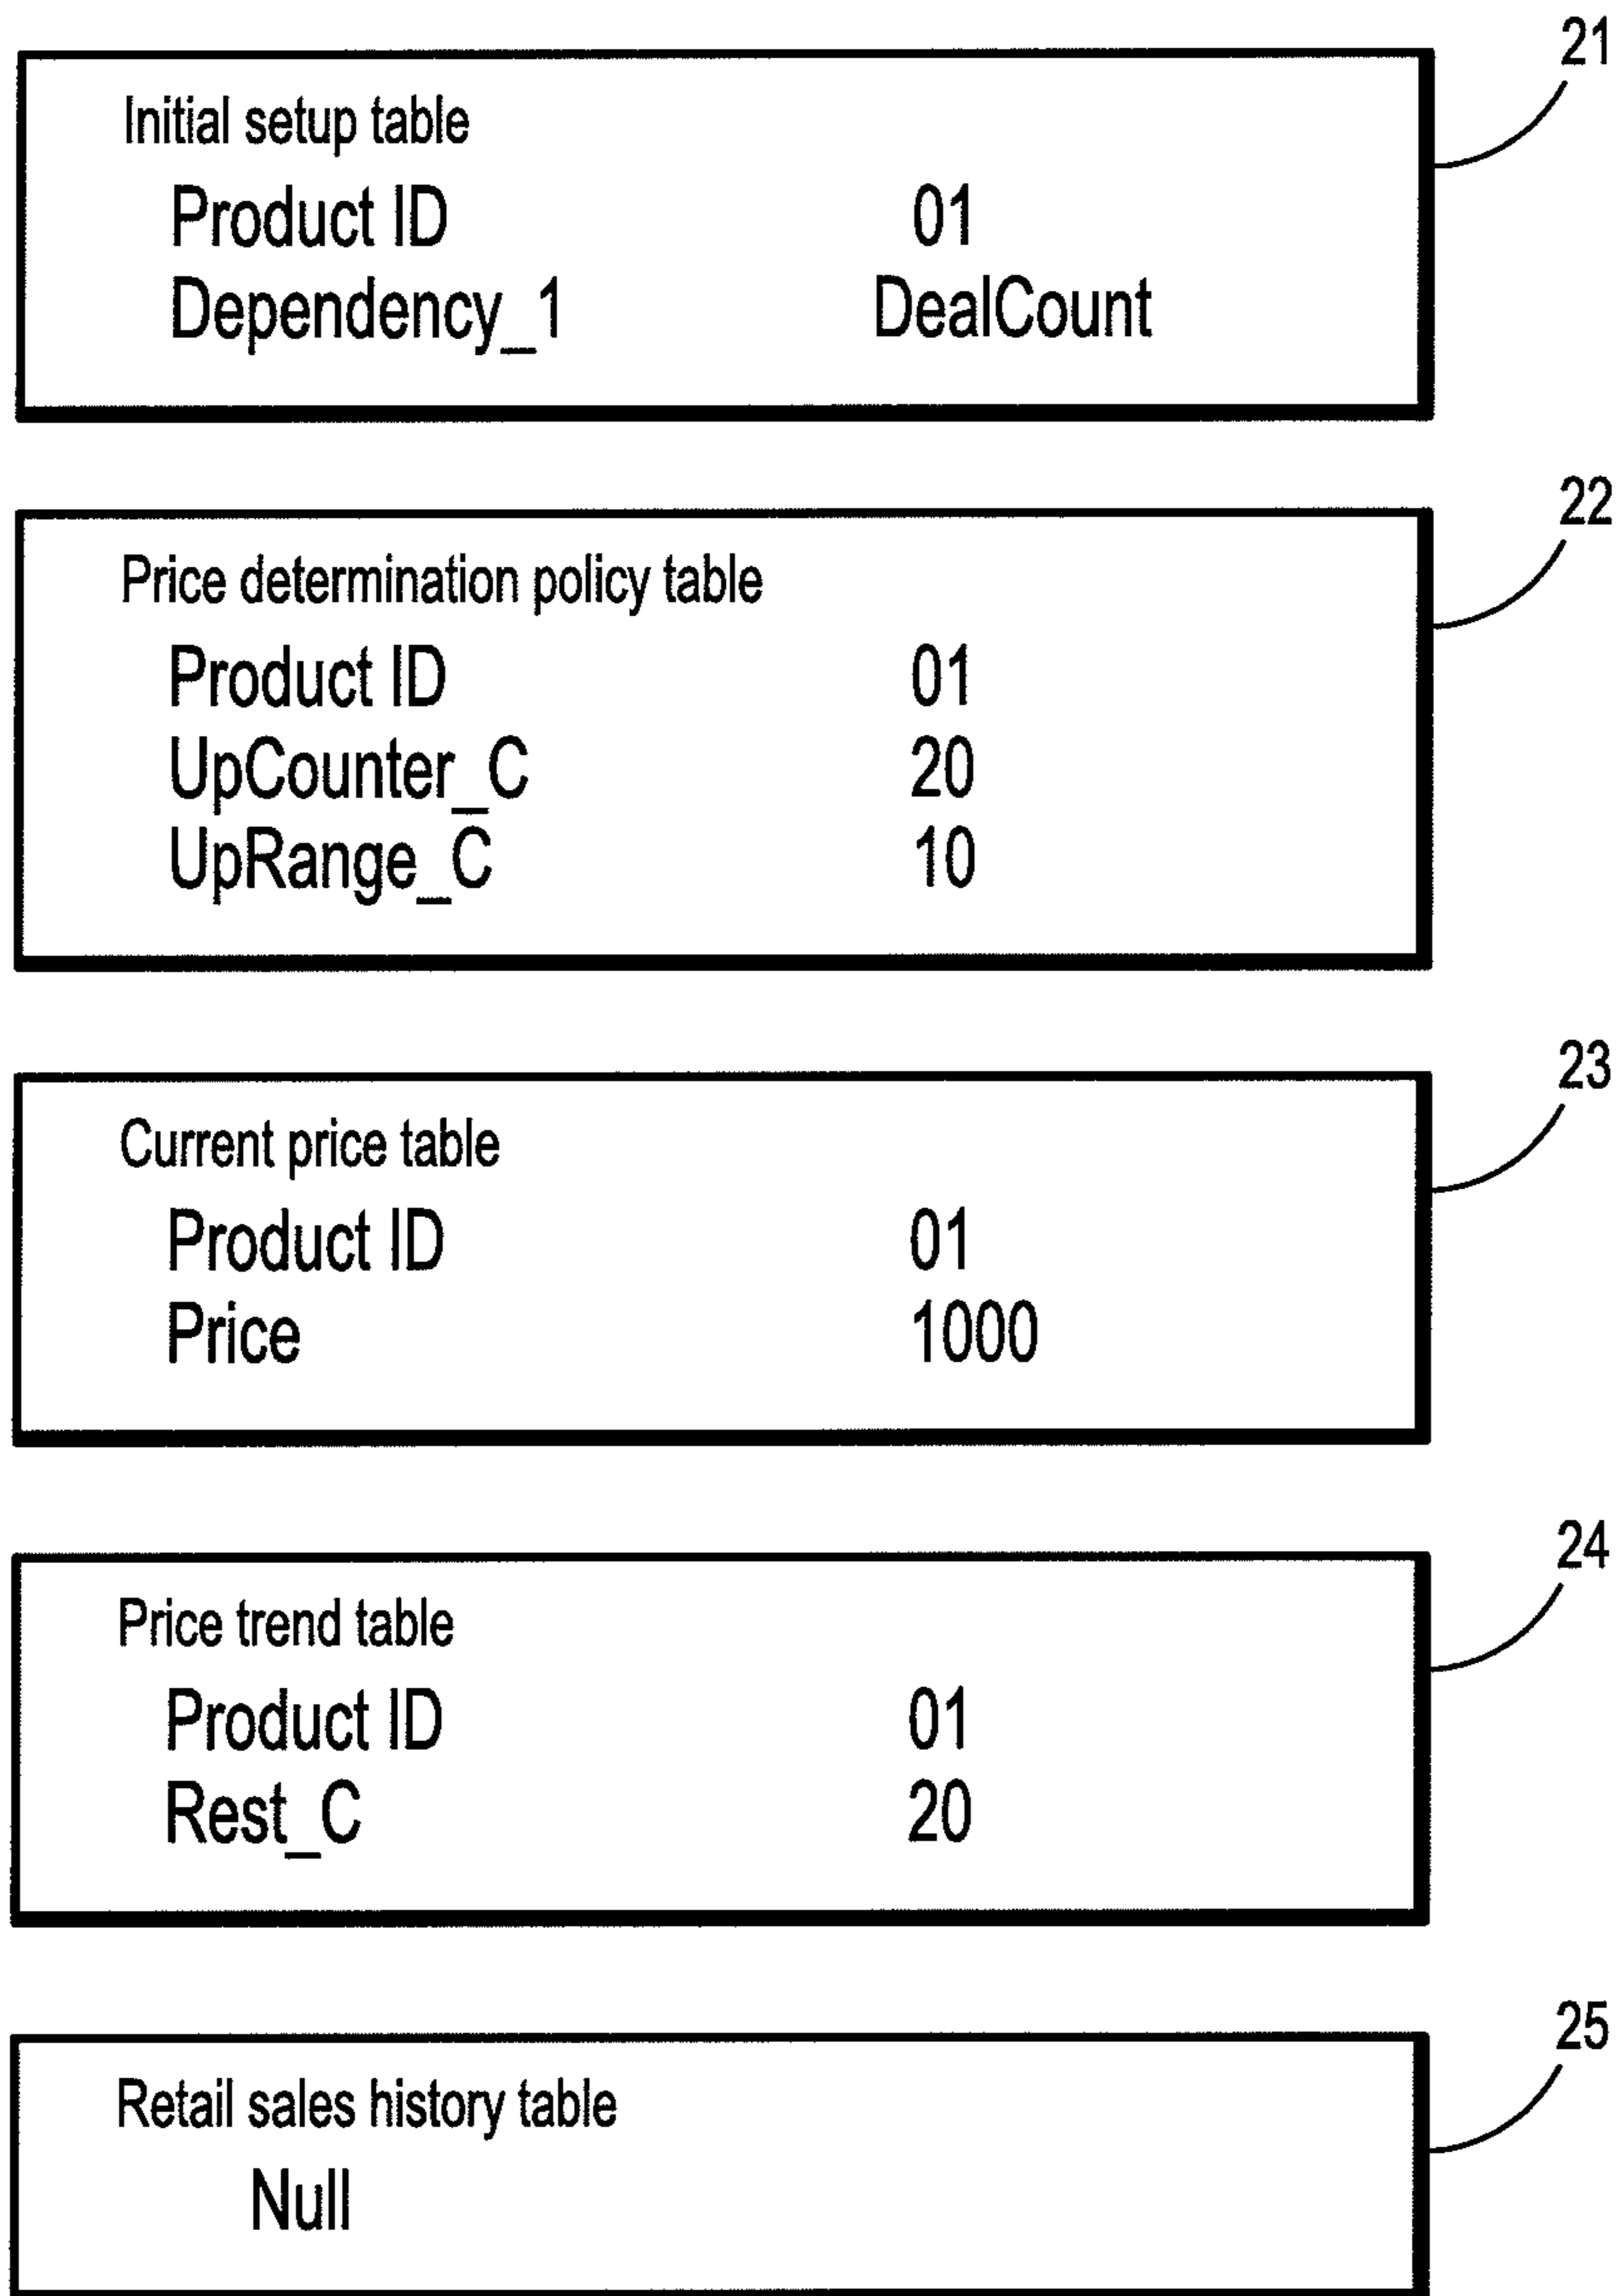 21
Initial setup table
Product ID 01
Dependency_1 DealCount
22
Price determination policy table
Product ID 01
UpCounter_C 20
UpRange_C 10
23
Current price table
Product ID 01
Price 1000
24
Price trend table
Product ID 01
Rest_C 20
25
Retail sales history table
Null